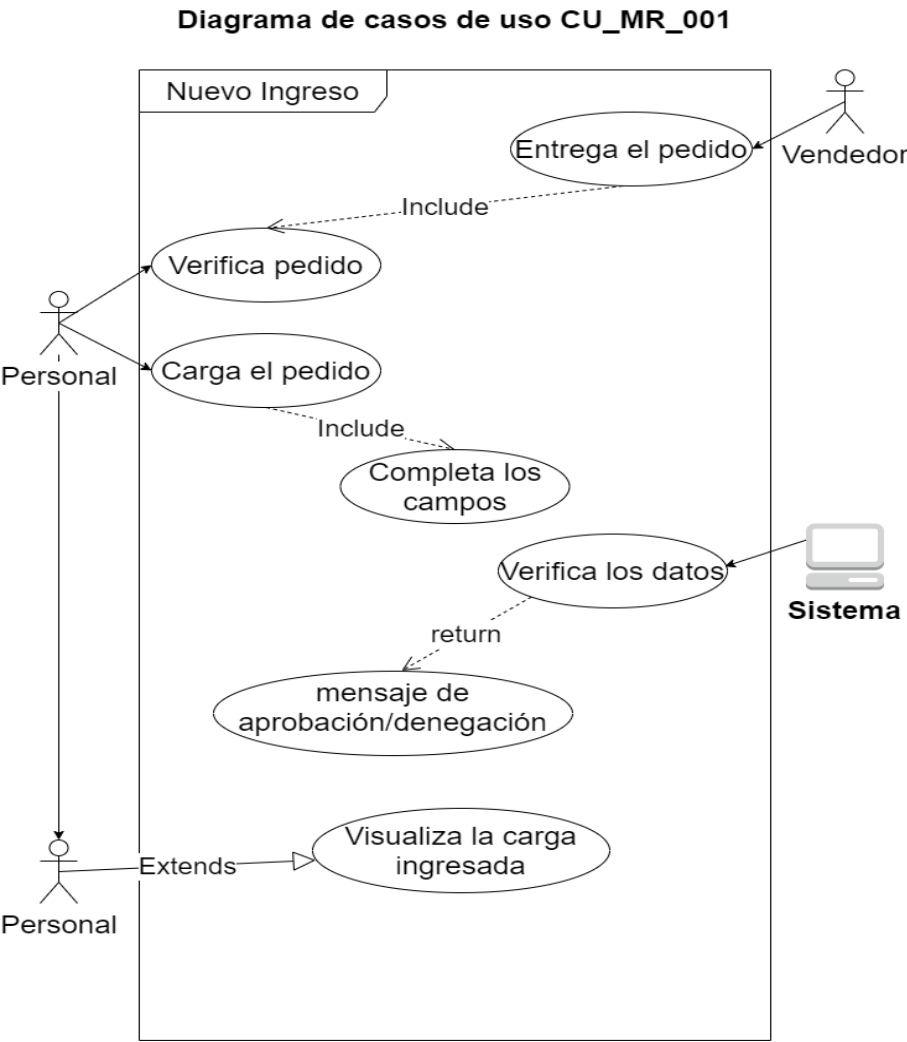 Diagrama de casos de uso CU_MR_001
Nuevo Ingreso
Entrega el pedido
Vendedor
Include
Verifica pedido
Personal
Carga el pedido
Include
Completa los
campos
Verifica los datos
Sistema
return
mensaje de
aprobación/denegación
Visualiza la carga
ingresada
Extends
Personal